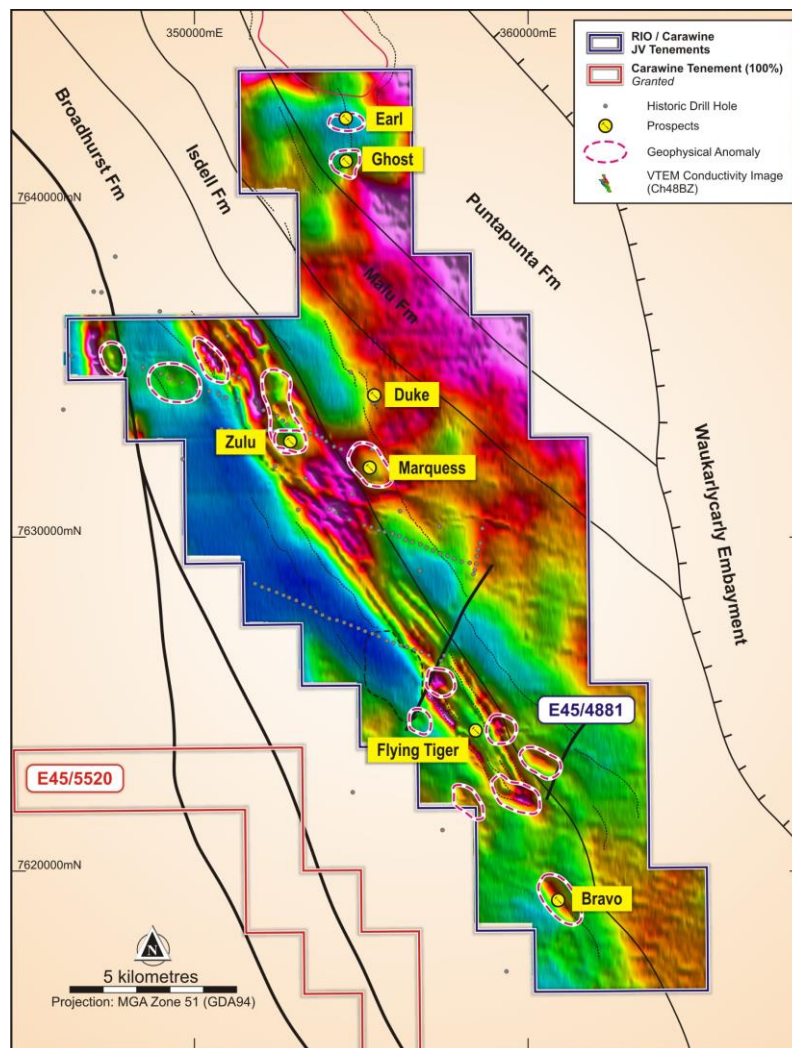 350000mE
360000mE
RIO / Carawine
JV Tenements
Carawine Tenement (100%)
Granted
Historic Drill Hole
Prospects
Geophysical Anomaly
VTEM Conductivity Image
(Ch48BZ)
Broadhurst Fm
Isdell Fm
Earl
Ghost
7640000mN
Puntapunta Fm
Malu Fm
Duke
Zulu
Marquess
Waukarlycarly Embayment
7630000mN
E45/4881
Flying Tiger
E45/5520
7620000mN
Bravo
N
5 kilometres
Projection: MGA Zone 51 (GDA94)